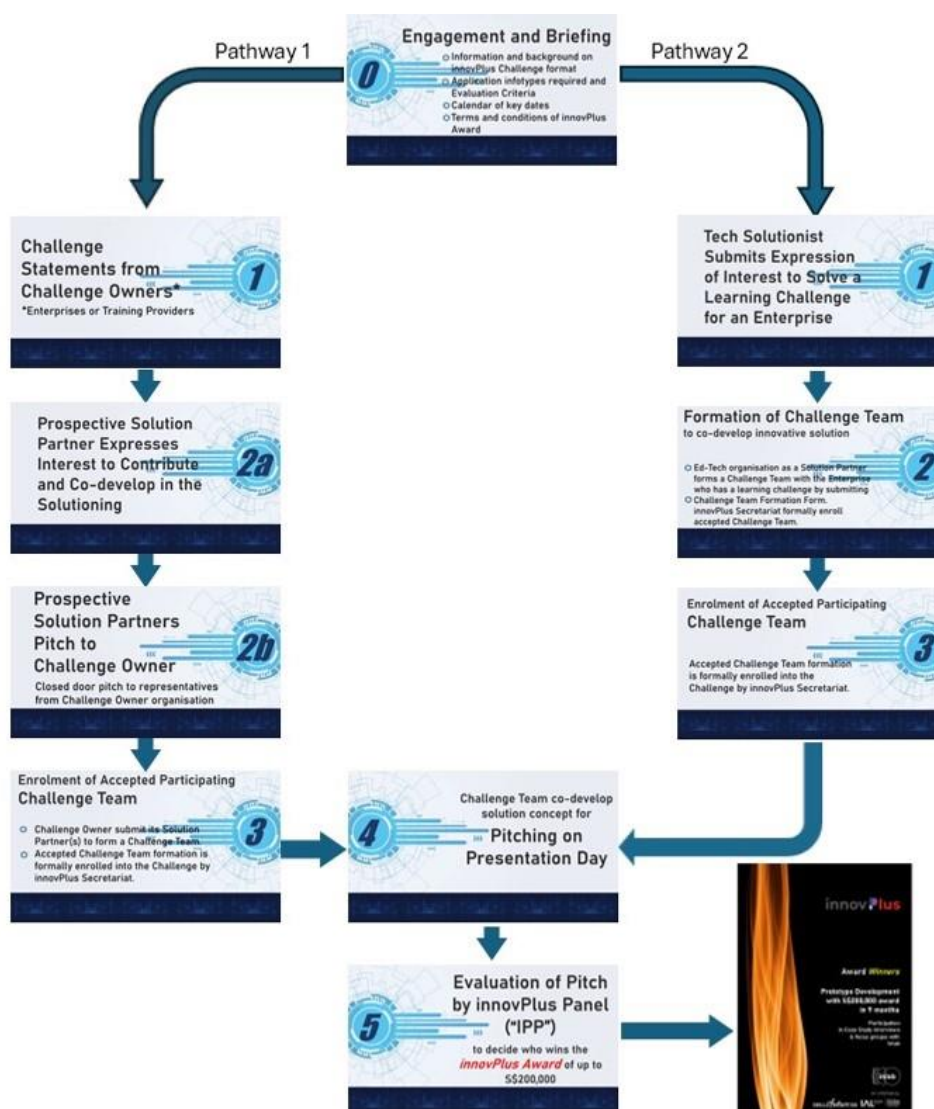 Pathway 1
Pathway 2
0
Engagement and Briefing
Information and background on
innovPlus Challenge format
Application infotypes required and
Evaluation Criteria
Calendar of key dates
Terms and conditions of innovPlus
Award
Challenge
Statements from
Challenge Owners*
*Enterprises or Training Providers
1
Prospective Solution
Partner Expresses
Interest to Contribute
and Co-develop in the
Solutioning
2a
Prospective
Solution Partners
Pitch to
Challenge Owner
Closed door pitch to representatives
from Challenge Owner organisation
2b
Enrolment of Accepted Participating
Challenge Team
Challenge Owner submit its Solution
Partner(s) to form a Challenge Team.
Accepted Challenge Team formation is
formally enrolled into the Challenge by
innovPlus Secretariat.
3
Tech Solutionist
Submits Expression
of Interest to Solve a
Learning Challenge
for an Enterprise
1
Formation of Challenge Team
to co-develop innovative solution
Ed-Tech organisation as a Solution Partner
forms a Challenge Team with the Enterprise
who has a learning challenge by submitting
Challenge Team Formation Form.
innovPlus Secretariat formally enroll
accepted Challenge Team.
2
Enrolment of Accepted Participating
Challenge Team
Accepted Challenge Team formation
is formally enrolled into the
Challenge by innovPlus Secretariat.
3
4
Challenge Team co-develop
solution concept for
Pitching on
Presentation Day
5
Evaluation of Pitch
by innovPlus Panel
("IPP")
to decide who wins the
innovPlus Award of up to
S$200,000
innovPlus
Award Winners
Prototype Development
with S$200,000 award
in 9 months
Participation
in Case Study interviews
IAL